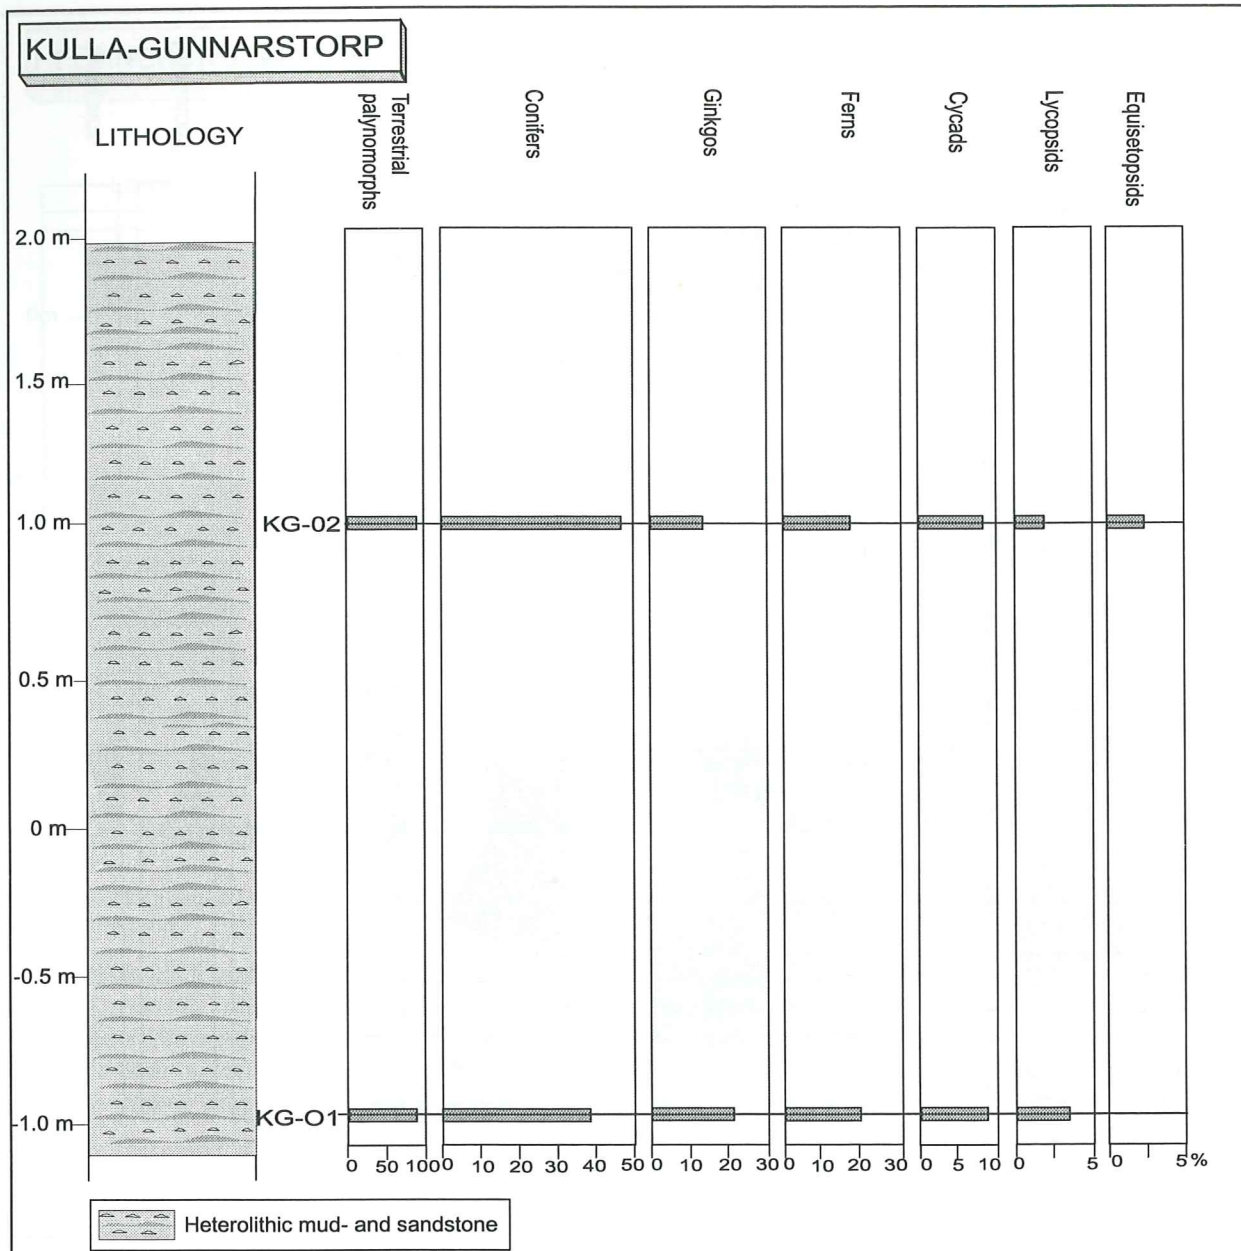 KULLA-GUNNARSTORP
LITHOLOGY
Terrestrial
palynomorphs
Conifers
Ginkgos
Ferns
Cycads
Lycopsids
Equisetopsids
2.0 m
1.5 m
1.0 m
KG-02
0.5 m
0 m
-0.5 m
-1.0 m
KG-O1
0 50 100 0 10 20 30 40 50 0 10 20 30 0 10 20 30 0 5 10 0 5 0 5 %
Heterolithic mud- and sandstone